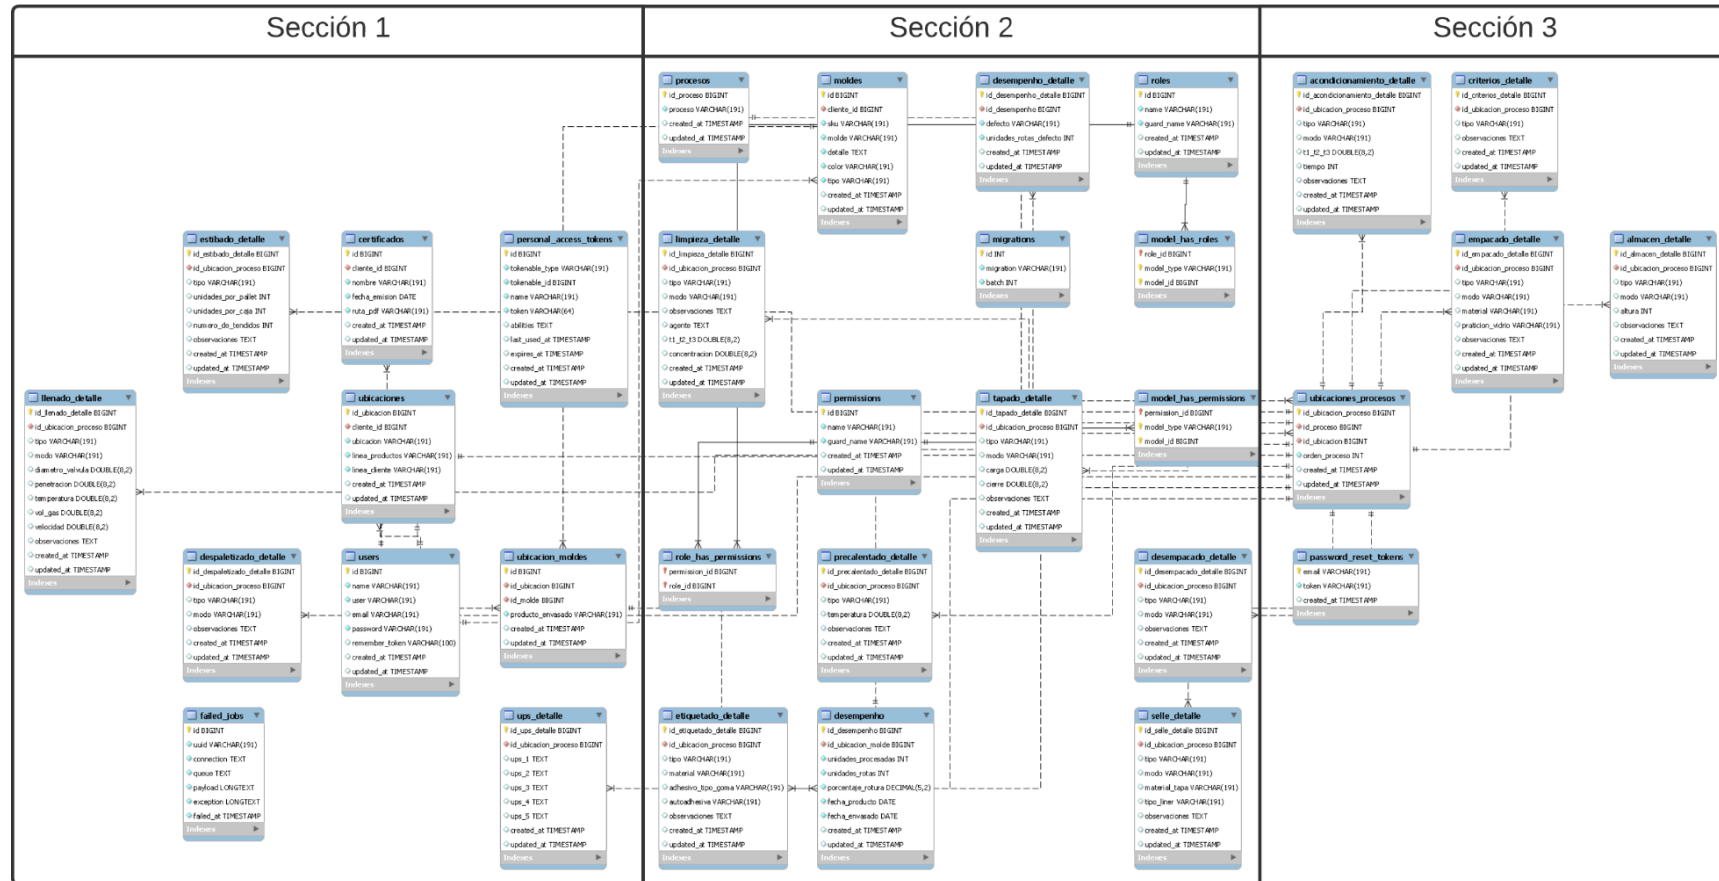 Sección 1
Sección 2
Sección 3
procesos
id_proceso BIGINT
proceso VARCHAR(191)
created_at TIMESTAMP
updated_at TIMESTAMP
Indexes
moldes
id BIGINT
cliente_id BIGINT
sku VARCHAR(191)
molde VARCHAR(191)
detalle TEXT
color VARCHAR(191)
tipo VARCHAR(191)
created_at TIMESTAMP
updated_at TIMESTAMP
Indexes
desempenho_detalle
id_desempenho_detalle BIGINT
id_desempenho BIGINT
defecto VARCHAR(191)
unidades_rotas_defecto INT
created_at TIMESTAMP
updated_at TIMESTAMP
Indexes
roles
id BIGINT
name VARCHAR(191)
guard_name VARCHAR(191)
created_at TIMESTAMP
updated_at TIMESTAMP
Indexes
acondicionamiento_detalle
id_acondicionamiento_detalle BIGINT
id_ubicacion_proceso BIGINT
tipo VARCHAR(191)
modo VARCHAR(191)
t1_t2_t3 DOUBLE(8,2)
tiempo INT
observaciones TEXT
created_at TIMESTAMP
updated_at TIMESTAMP
Indexes
criterios_detalle
id_criterios_detalle BIGINT
id_ubicacion_proceso BIGINT
tipo VARCHAR(191)
observaciones TEXT
created_at TIMESTAMP
updated_at TIMESTAMP
Indexes
estibado_detalle
id_estibado_detalle BIGINT
id_ubicacion_proceso BIGINT
tipo VARCHAR(191)
unidades_por_pallet INT
unidades_por_caja INT
numero_de_tendidos INT
observaciones TEXT
created_at TIMESTAMP
updated_at TIMESTAMP
Indexes
certificados
id BIGINT
cliente_id BIGINT
nombre VARCHAR(191)
fecha_emision DATE
ruta_pdf VARCHAR(191)
created_at TIMESTAMP
updated_at TIMESTAMP
Indexes
personal_access_tokens
id BIGINT
tokenable_type VARCHAR(191)
tokenable_id BIGINT
name VARCHAR(191)
token VARCHAR(64)
abilities TEXT
last_used_at TIMESTAMP
expires_at TIMESTAMP
created_at TIMESTAMP
updated_at TIMESTAMP
Indexes
limpieza_detalle
id_limpieza_detalle BIGINT
id_ubicacion_proceso BIGINT
tipo VARCHAR(191)
modo VARCHAR(191)
observaciones TEXT
agente TEXT
t1_t2_t3 DOUBLE(8,2)
concentracion DOUBLE(8,2)
created_at TIMESTAMP
updated_at TIMESTAMP
Indexes
migrations
id INT
migration VARCHAR(191)
batch INT
Indexes
model_has_roles
role_id BIGINT
model_type VARCHAR(191)
model_id BIGINT
Indexes
empacado_detalle
id_empacado_detalle BIGINT
id_ubicacion_proceso BIGINT
tipo VARCHAR(191)
modo VARCHAR(191)
material VARCHAR(191)
praticion_vidrio VARCHAR(191)
observaciones TEXT
created_at TIMESTAMP
updated_at TIMESTAMP
Indexes
almacen_detalle
id_almacen_detalle BIGINT
id_ubicacion_proceso BIGINT
tipo VARCHAR(191)
modo VARCHAR(191)
altura INT
observaciones TEXT
created_at TIMESTAMP
updated_at TIMESTAMP
Indexes
llenado_detalle
id_llenado_detalle BIGINT
id_ubicacion_proceso BIGINT
tipo VARCHAR(191)
modo VARCHAR(191)
diametro_valvula DOUBLE(8,2)
penetracion DOUBLE(8,2)
temperatura DOUBLE(8,2)
vol_gas DOUBLE(8,2)
velocidad DOUBLE(8,2)
observaciones TEXT
created_at TIMESTAMP
updated_at TIMESTAMP
Indexes
ubicaciones
id_ubicacion BIGINT
cliente_id BIGINT
ubicacion VARCHAR(191)
linea_productos VARCHAR(191)
linea_cliente VARCHAR(191)
created_at TIMESTAMP
updated_at TIMESTAMP
Indexes
permissions
id BIGINT
name VARCHAR(191)
guard_name VARCHAR(191)
created_at TIMESTAMP
updated_at TIMESTAMP
Indexes
tapado_detalle
id_tapado_detalle BIGINT
id_ubicacion_proceso BIGINT
tipo VARCHAR(191)
modo VARCHAR(191)
carga DOUBLE(8,2)
cierre DOUBLE(8,2)
observaciones TEXT
created_at TIMESTAMP
updated_at TIMESTAMP
Indexes
model_has_permissions
permission_id BIGINT
model_type VARCHAR(191)
model_id BIGINT
Indexes
ubicaciones_procesos
id_ubicacion_proceso BIGINT
id_proceso BIGINT
id_ubicacion BIGINT
orden_proceso INT
created_at TIMESTAMP
updated_at TIMESTAMP
Indexes
despaletizado_detalle
id_despaletizado_detalle BIGINT
id_ubicacion_proceso BIGINT
tipo VARCHAR(191)
modo VARCHAR(191)
observaciones TEXT
created_at TIMESTAMP
updated_at TIMESTAMP
Indexes
users
id BIGINT
name VARCHAR(191)
user VARCHAR(191)
email VARCHAR(191)
password VARCHAR(191)
remember_token VARCHAR(100)
created_at TIMESTAMP
updated_at TIMESTAMP
Indexes
ubicacion_moldes
id BIGINT
id_ubicacion BIGINT
id_molde BIGINT
producto_envasado VARCHAR(191)
created_at TIMESTAMP
updated_at TIMESTAMP
Indexes
role_has_permissions
permission_id BIGINT
role_id BIGINT
Indexes
precalentado_detalle
id_precalentado_detalle BIGINT
id_ubicacion_proceso BIGINT
tipo VARCHAR(191)
temperatura DOUBLE(8,2)
observaciones TEXT
created_at TIMESTAMP
updated_at TIMESTAMP
Indexes
desempacado_detalle
id_desempacado_detalle BIGINT
id_ubicacion_proceso BIGINT
tipo VARCHAR(191)
modo VARCHAR(191)
observaciones TEXT
created_at TIMESTAMP
updated_at TIMESTAMP
Indexes
password_reset_tokens
email VARCHAR(191)
token VARCHAR(191)
created_at TIMESTAMP
Indexes
failed_jobs
id BIGINT
uuid VARCHAR(191)
connection TEXT
queue TEXT
payload LONGTEXT
exception LONGTEXT
failed_at TIMESTAMP
Indexes
ups_detalle
id_ups_detalle BIGINT
id_ubicacion_proceso BIGINT
ups_1 TEXT
ups_2 TEXT
ups_3 TEXT
ups_4 TEXT
ups_5 TEXT
created_at TIMESTAMP
updated_at TIMESTAMP
Indexes
etiquetado_detalle
id_etiquetado_detalle BIGINT
id_ubicacion_proceso BIGINT
tipo VARCHAR(191)
material VARCHAR(191)
adhesivo_tipo_goma VARCHAR(191)
autoadhesiva VARCHAR(191)
observaciones TEXT
created_at TIMESTAMP
updated_at TIMESTAMP
Indexes
desempenho
id_desempenho BIGINT
id_ubicacion_molde BIGINT
unidades_procesadas INT
unidades_rotas INT
porcentaje_rotura DECIMAL(5,2)
fecha_producto DATE
fecha_envasado DATE
created_at TIMESTAMP
updated_at TIMESTAMP
Indexes
selle_detalle
id_selle_detalle BIGINT
id_ubicacion_proceso BIGINT
tipo VARCHAR(191)
modo VARCHAR(191)
material_tapa VARCHAR(191)
tipo_liner VARCHAR(191)
observaciones TEXT
created_at TIMESTAMP
updated_at TIMESTAMP
Indexes